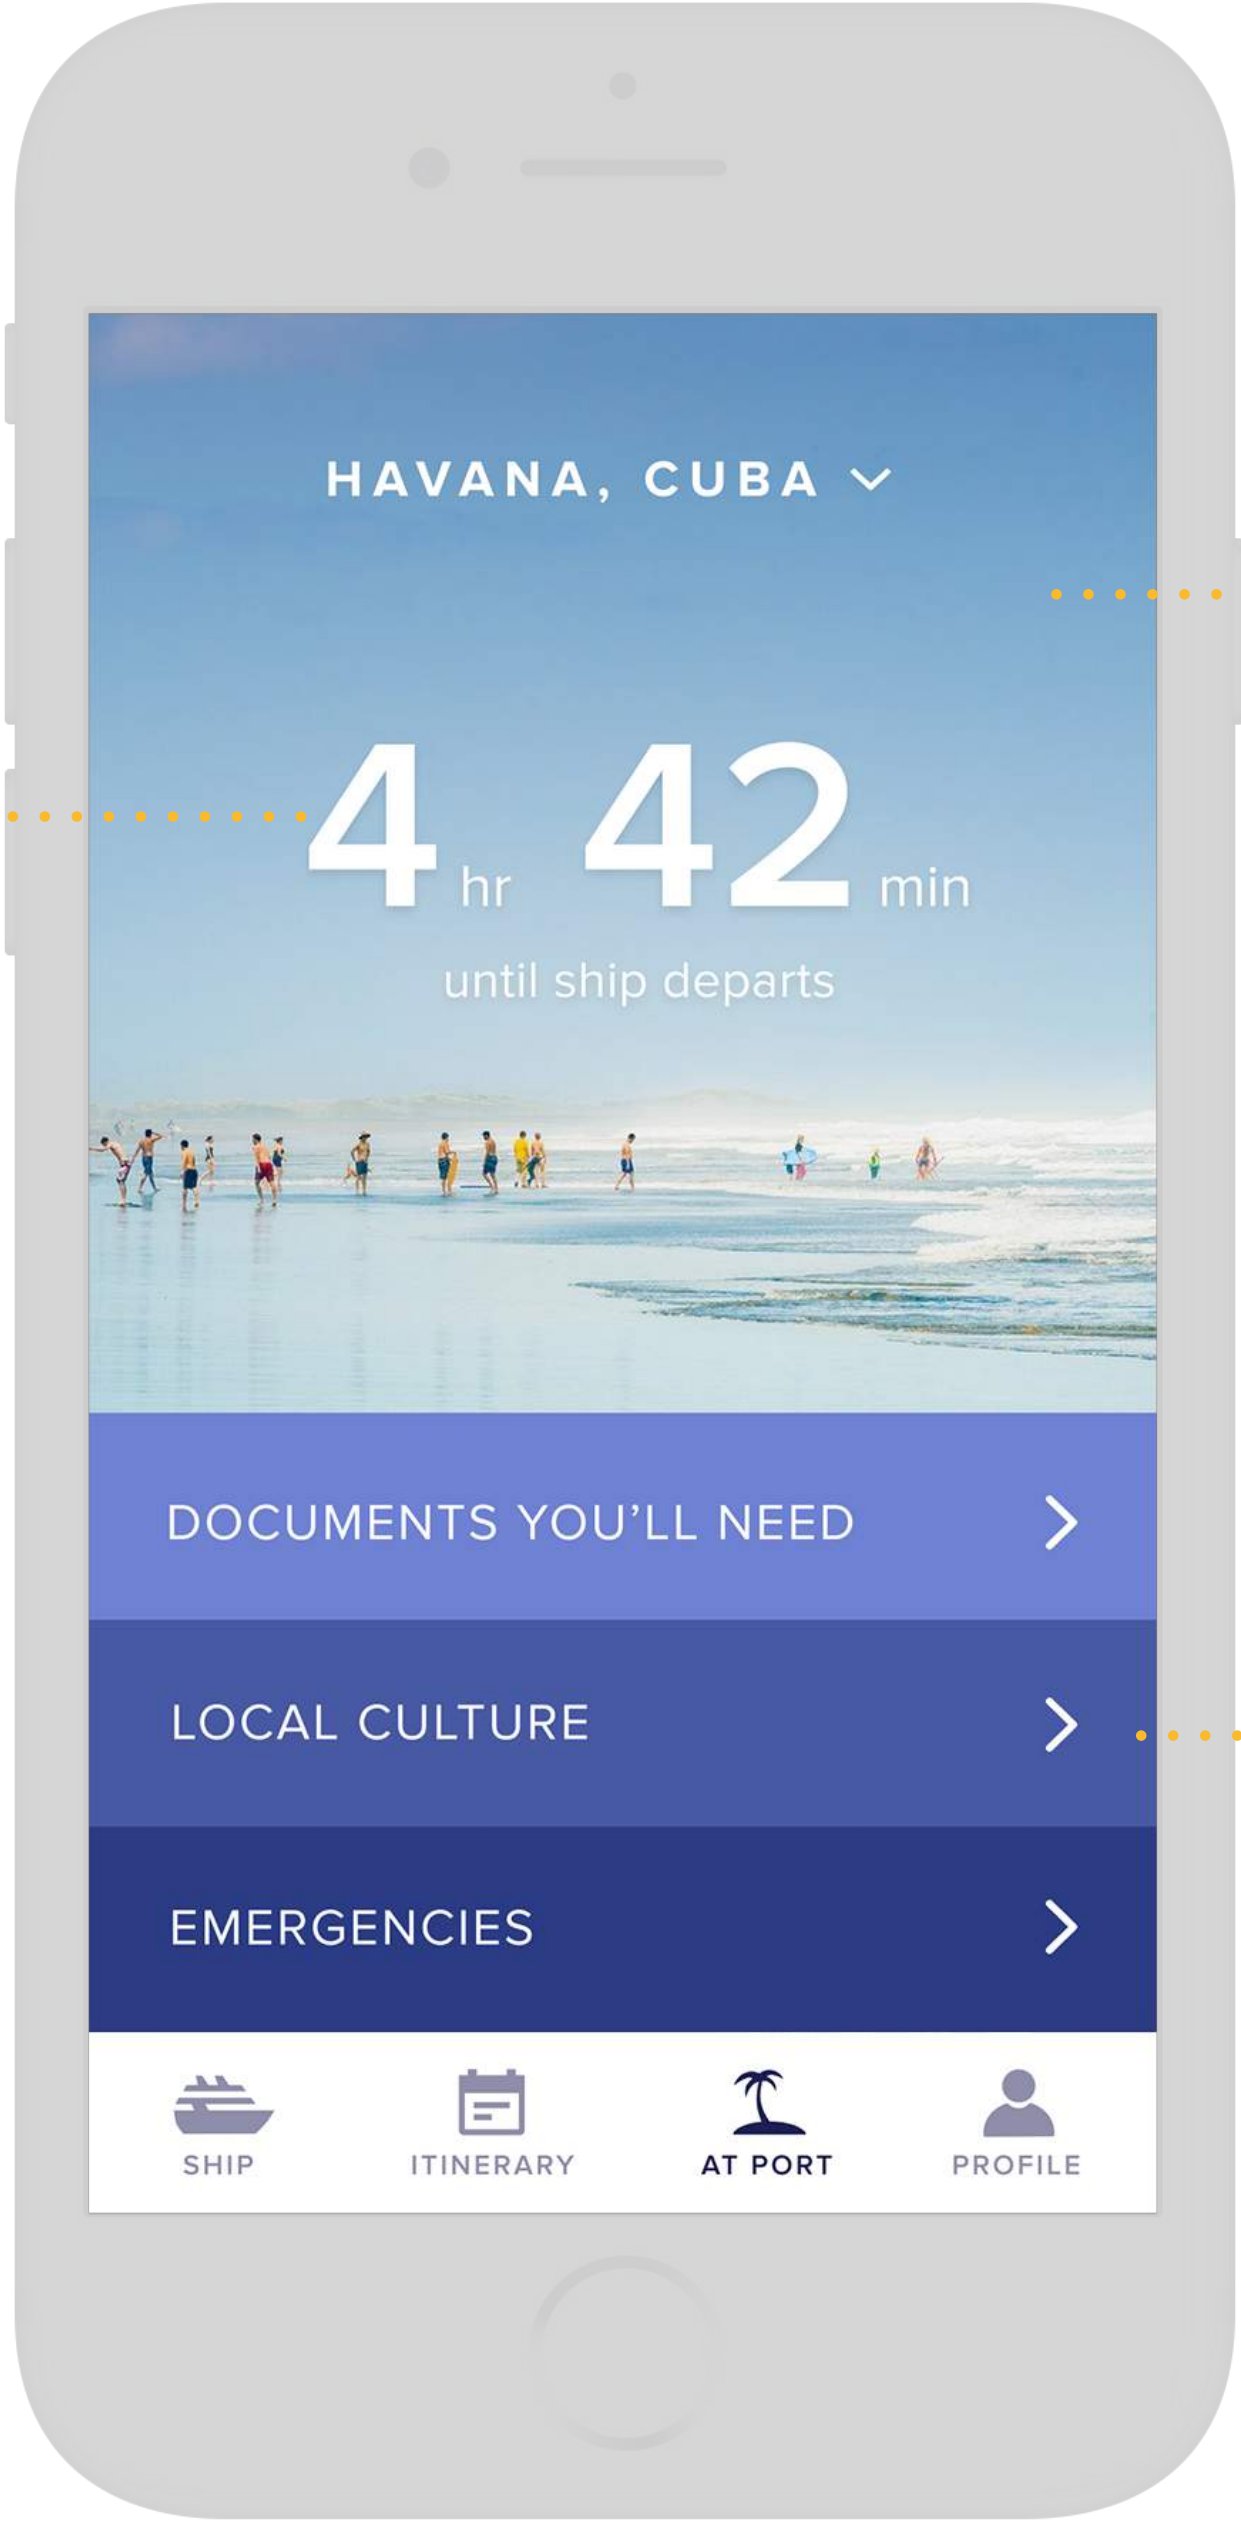 HAVANA, CUBA
4 hr 42 min
until ship departs
DOCUMENTS YOU’LL NEED
LOCAL CULTURE
EMERGENCIES
SHIP ITINERARY AT PORT PROFILE